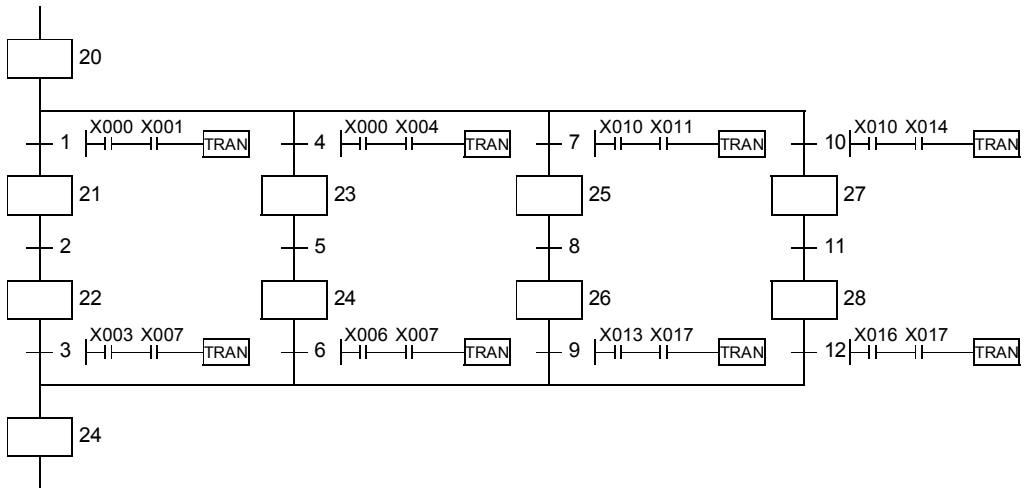 20
X000 X001 X000 X004 X010 X011 X010 X014
1 TRAN 4 TRAN 7 TRAN 10 TRAN
21 23 25 27
2 5 8 11
22 24 26 28
X003 X007 X006 X007 X013 X017 X016 X017
3 TRAN 6 TRAN 9 TRAN 12 TRAN
24